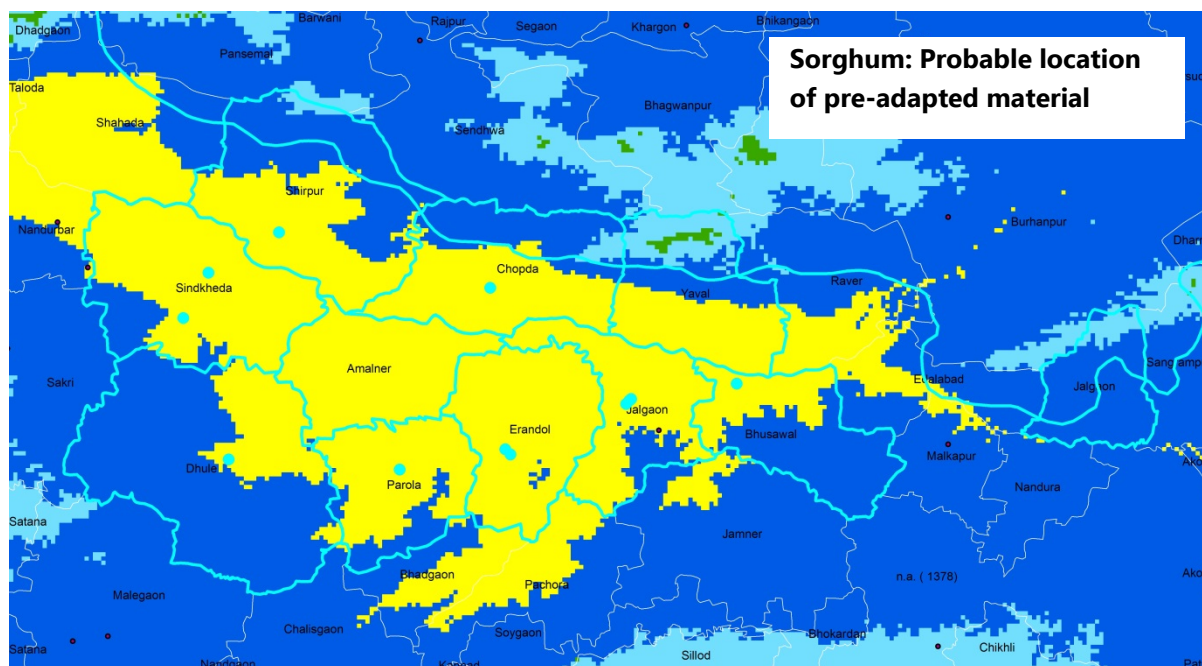 Barwani
Rajpur
Segaon
Khargon
Bhikangaon
Dhadgaon
Pansemal
Sorghum: Probable location
of pre-adapted material
Taloda
Shahada
Sendhwa
Bhagwanpur
Shirpur
Nandurbar
Burhanpur
Sindkheda
Chopda
Yaval
Raver
Sakri
Amalner
Jalgaon
Erandol
Bhusawal
Edalabad
Jalgaon
Dhule
Parola
Malkapur
Nandura
Satana
Jamner
Bhadgaon
Pachora
n.a. ( 1378)
Malegaon
Chalisgaon
Soygaon
Bhokardan
Satana
Sillod
Chikhli
Nandgaon